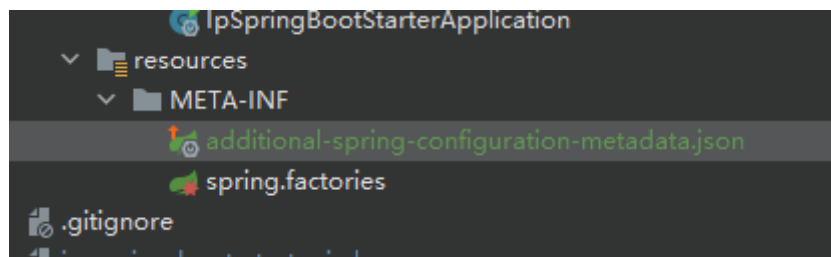 IpSpringBootStarterApplication
resources
META-INF
additional-spring-configuration-metadata.json
spring.factories
.gitignore